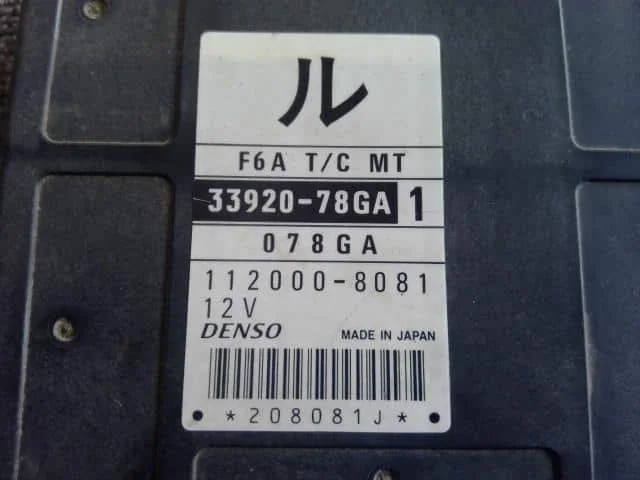 ル
F6A T/C MT
33920-78GA 1
078GA
112000-8081
12V
DENSO MADE IN JAPAN
*208081J*